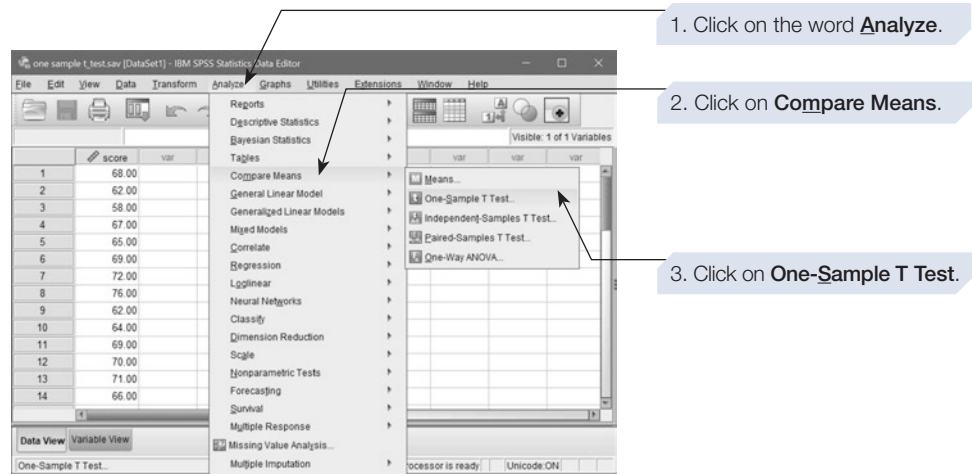 1. Click on the word Analyze.
one sample t_test.sav [DataSet1] - IBM SPSS Statistics Data Editor
File Edit View Data Transform Analyze Graphs Utilities Extensions Window Help
2. Click on Compare Means.
Visible: 1 of 1 Variables
score var var var var
1 68.00
2 62.00
3 58.00
4 67.00
5 65.00
6 69.00
7 72.00
8 76.00
9 62.00
10 64.00
11 69.00
12 70.00
13 71.00
14 66.00
Reports
Descriptive Statistics
Bayesian Statistics
Tables
Compare Means
General Linear Model
Generalized Linear Models
Mixed Models
Correlate
Regression
Loglinear
Neural Networks
Classify
Dimension Reduction
Scale
Nonparametric Tests
Forecasting
Survival
Multiple Response
Missing Value Analysis...
Multiple Imputation
Means...
One-Sample T Test...
Independent-Samples T Test...
Paired-Samples T Test...
One-Way ANOVA...
3. Click on One-Sample T Test.
Data View Variable View
One-Sample T Test... ocessor is ready Unicode:ON